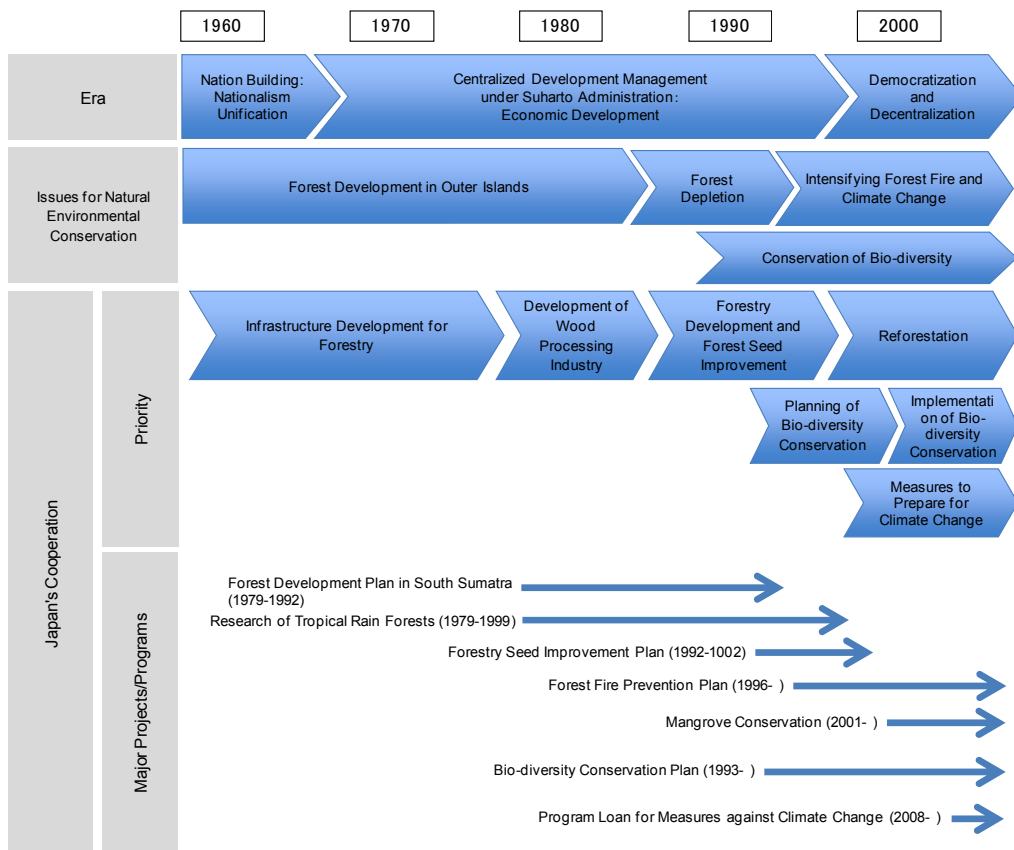 1960
1970
1980
1990
2000
Era
Nation Building:
Nationalism
Unification
Centralized Development Management
under Suharto Administration:
Economic Development
Democratization
and
Decentralization
Issues for Natural
Environmental
Conservation
Forest Development in Outer Islands
Forest
Depletion
Intensifying Forest Fire and
Climate Change
Conservation of Bio-diversity
Japan's Cooperation
Priority
Infrastructure Development for
Forestry
Development of
Wood
Processing
Industry
Forestry
Development and
Forest Seed
Improvement
Reforestation
Planning of
Bio-diversity
Conservation
Implementati
on of Bio-
diversity
Conservation
Measures to
Prepare for
Climate Change
Major Projects/Programs
Forest Development Plan in South Sumatra
(1979-1992)
Research of Tropical Rain Forests (1979-1999)
Forestry Seed Improvement Plan (1992-1002)
Forest Fire Prevention Plan (1996- )
Mangrove Conservation (2001- )
Bio-diversity Conservation Plan (1993- )
Program Loan for Measures against Climate Change (2008- )